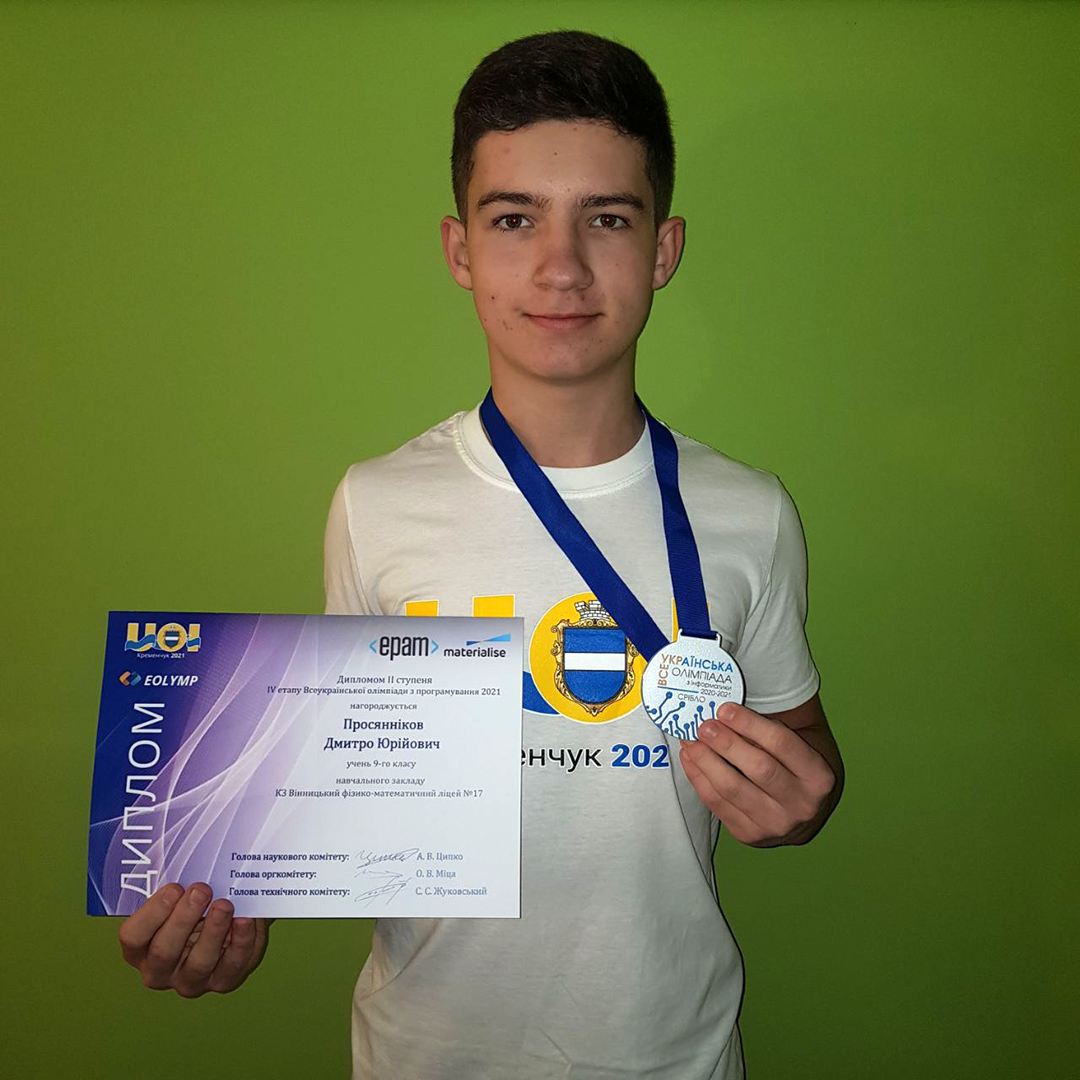 UOI
Кременчук 2021
EOLYMP
ДИПЛОМ
<epam>
materialise
Дипломом II ступеня
IV етапу Всеукраїнської олімпіади з програмування 2021
нагороджується
Просянніков
Дмитро Юрійович
учень 9-го класу
навчального закладу
КЗ Вінницький фізико-математичний ліцей №17
Голова наукового комітету: А. В. Ципко
Голова оргкомітету: О. В. Міца
Голова технічного комітету: С. С. Жуковський
UOI
енчук 202
ВСЕУКРАЇНСЬКА
ОЛІМПІАДА
з інформатики
2020-2021
СРІБЛО